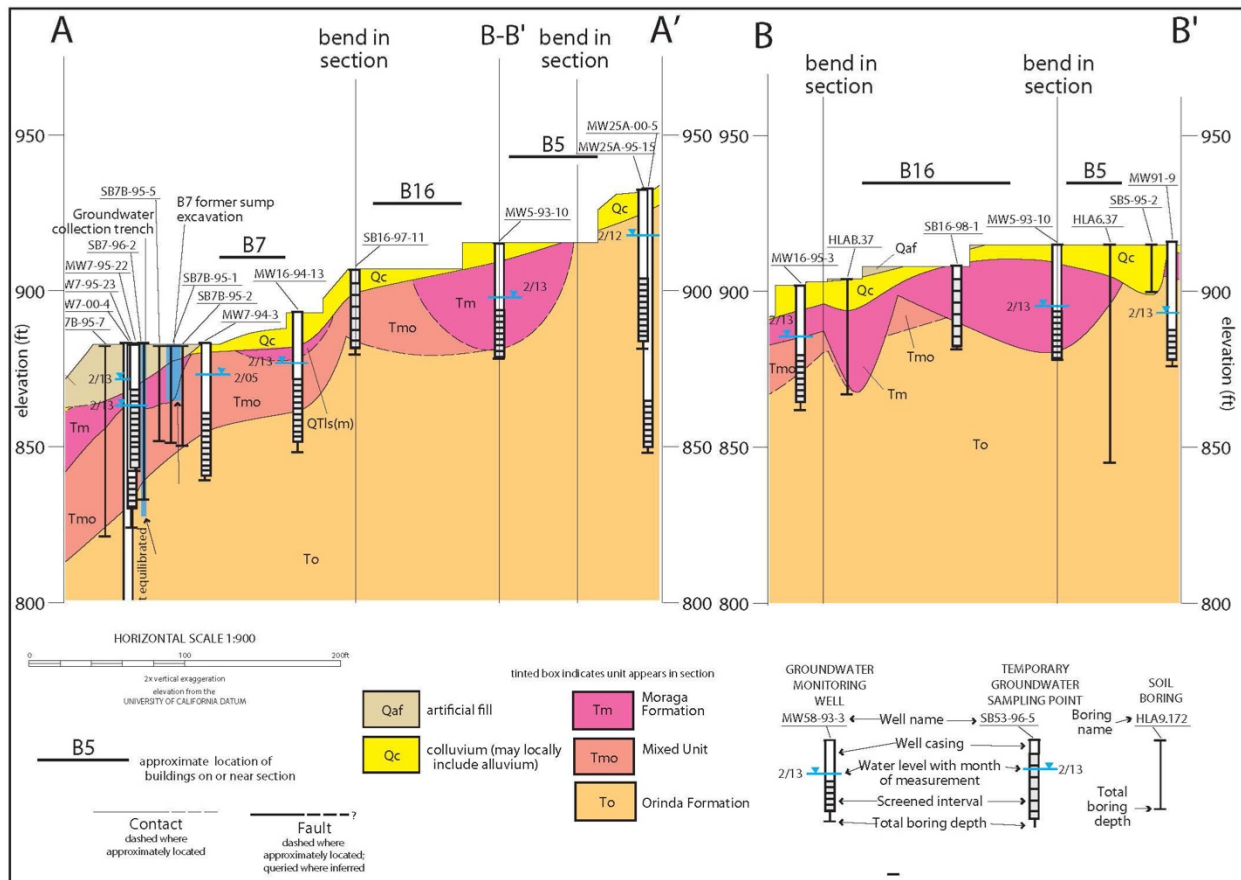 A
B-B'
A’
B
B'
bend in
section
bend in
section
bend in
section
bend in
section
950
900
850
800
elevation (ft)
950
900
850
800
950
900
850
800
950
900
850
800
elevation (ft)
SB7B-95-5
B7 former sump
excavation
Groundwater
collection trench
SB7-96-2
MW7-95-22
W7-95-23
W7-00-4
7B-95-7
B7
SB7B-95-1
SB7B-95-2
MW7-94-3
MW16-94-13
SB16-97-11
B16
MW5-93-10
B5
MW25A-00-5
MW25A-95-15
Qc
Qc
Qc
Tm
Tm
Tmo
Tmo
Tmo
To
QTls(m)
2/13
2/13
2/05
2/13
2/13
2/12
t equilibrated
B16
B5
MW16-95-3
HLAB.37
Qaf
SB16-98-1
MW5-93-10
HLA6.37
SB5-95-2
MW91-9
Qc
Qc
Tm
Tm
Tmo
Tmo
To
2/13
2/13
2/13
HORIZONTAL SCALE 1:900
0
100
200ft
2x vertical exaggeration
elevation from the
UNIVERSITY OF CALIFORNIA DATUM
B5
approximate location of
buildings on or near section
Contact
dashed where
approximately located
?
Fault
dashed where
approximately located;
queried where inferred
tinted box indicates unit appears in section
Qaf
artificial fill
Qc
colluvium (may locally
include alluvium)
Tm
Moraga
Formation
Tmo
Mixed Unit
To
Orinda Formation
GROUNDWATER
MONITORING
WELL
MW58-93-3
TEMPORARY
GROUNDWATER
SAMPLING POINT
SB53-96-5
SOIL
BORING
HLA9.172
Well name
Well casing
Water level with month
of measurement
Screened interval
Total boring depth
2/13
2/13
Boring
name
Total
boring
depth